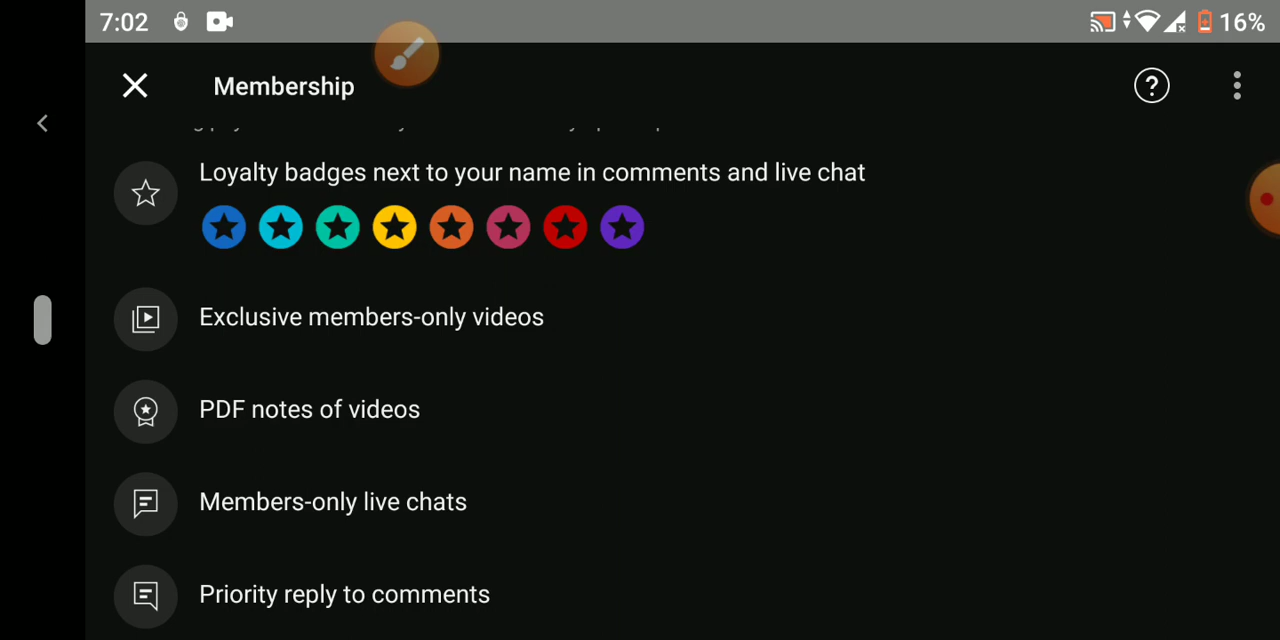 7:02
16%
Membership
Loyalty badges next to your name in comments and live chat
Exclusive members-only videos
PDF notes of videos
Members-only live chats
Priority reply to comments